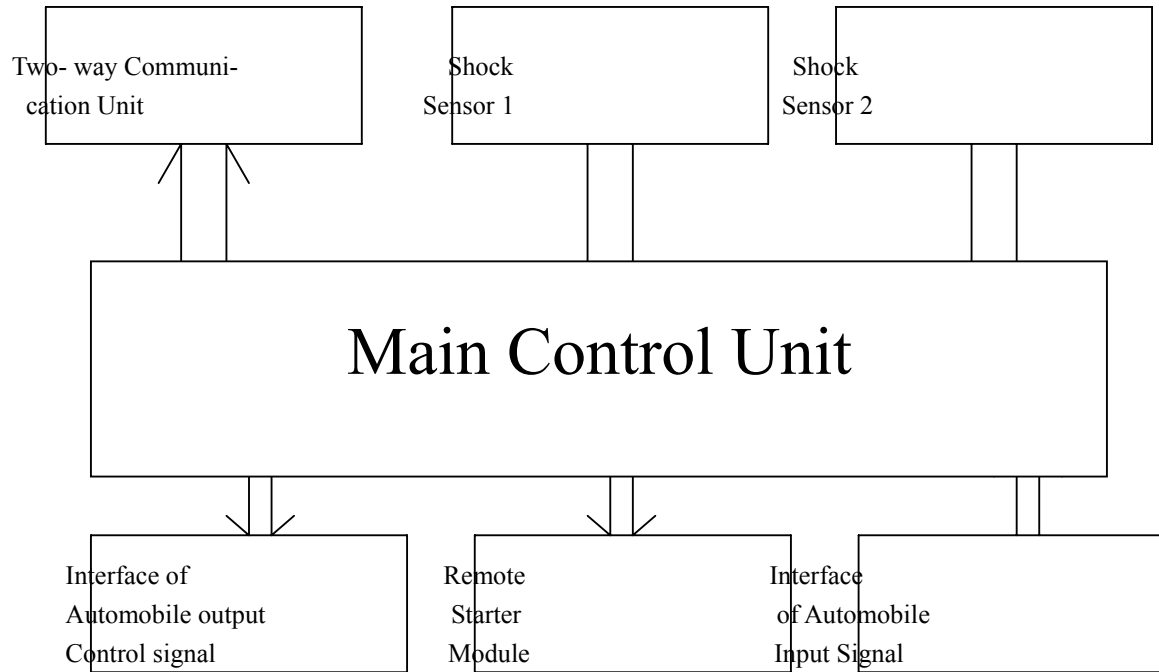 Two- way Communi-
cation Unit
Shock
Sensor 1
Shock
Sensor 2
Main Control Unit
Interface of
Automobile output
Control signal
Remote
Starter
Module
Interface
of Automobile
Input Signal